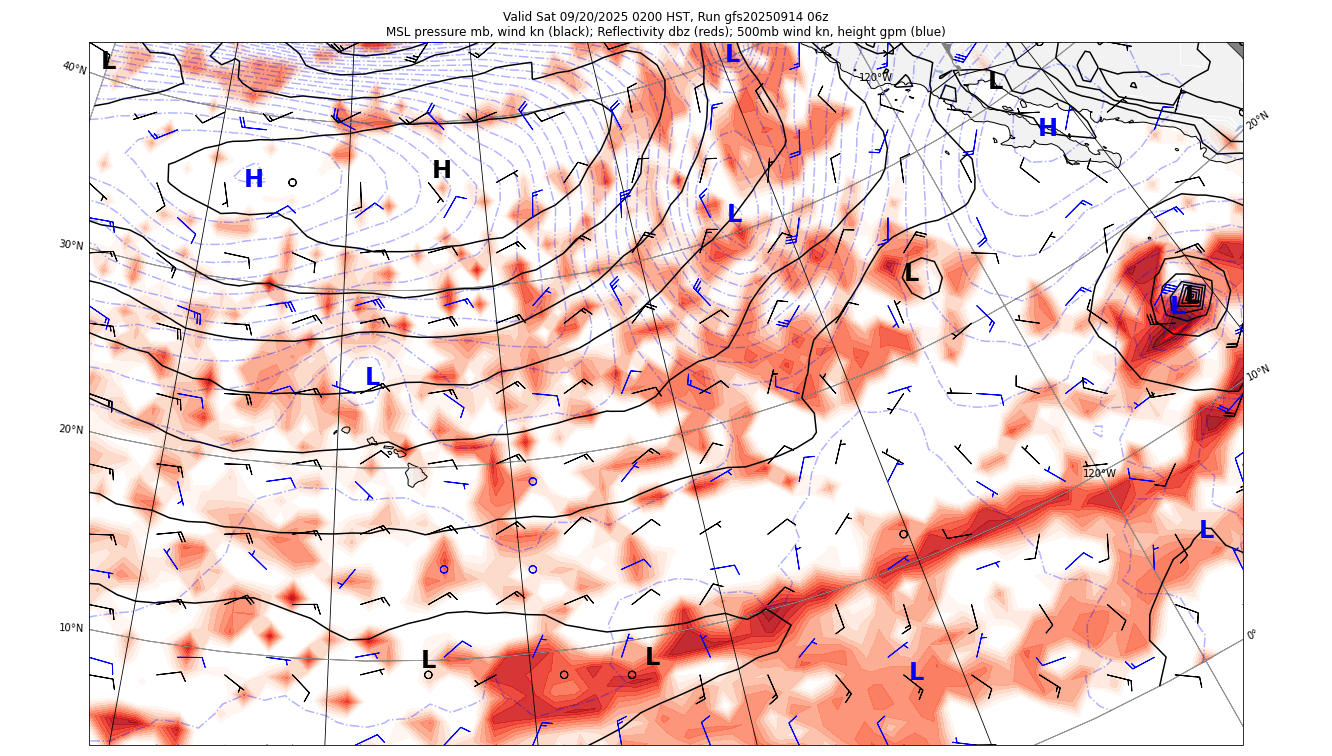 Valid Sat 09/20/2025 0200 HST, Run gfs20250914 06z
MSL pressure mb, wind kn (black); Reflectivity dbz (reds); 500mb wind kn, height gpm (blue)
L
L
40°N
120°W
L
20°N
H
H
H
L
30°N
L
L
L
L
10°N
20°N
120°W
L
10°N
0°
L
L
L